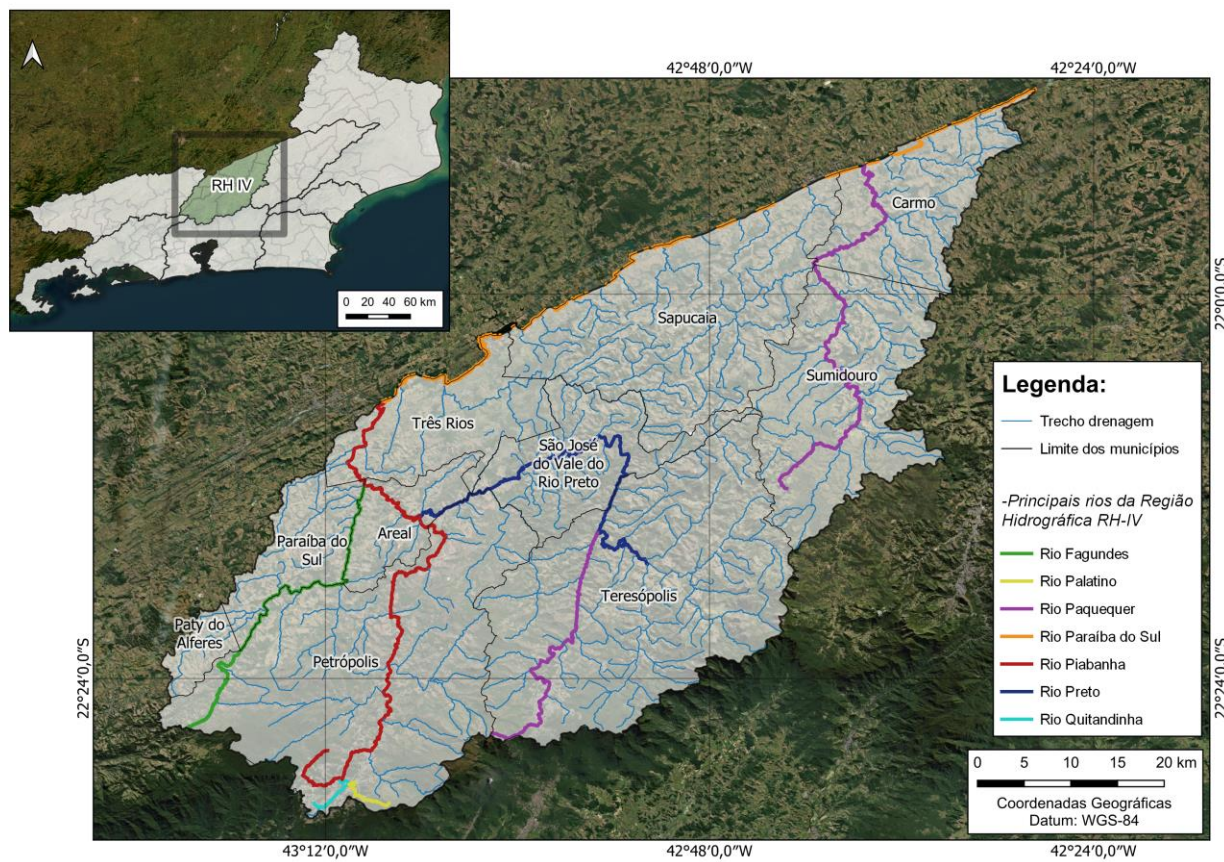 RH IV
0 20 40 60 km
42°48'0,0"W
42°24'0,0"W
22°0'0,0"S
22°24'0,0"S
22°24'0,0"S
43°12'0,0"W
42°48'0,0"W
42°24'0,0"W
Carmo
Sapucaia
Sumidouro
Três Rios
São José
do Vale do
Rio Preto
Areal
Paraíba do
Sul
Teresópolis
Paty do
Alferes
Petrópolis
Legenda:
Trecho drenagem
Limite dos municípios
-Principais rios da Região
Hidrográfica RH-IV
Rio Fagundes
Rio Palatino
Rio Paquequer
Rio Paraíba do Sul
Rio Piabanha
Rio Preto
Rio Quitandinha
0 5 10 15 20 km
Coordenadas Geográficas
Datum: WGS-84